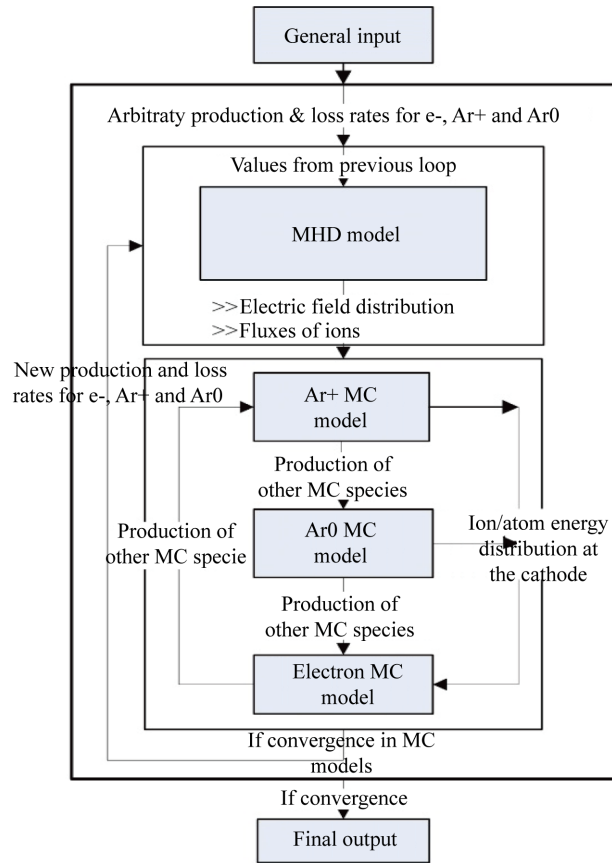 General input
Arbitraty production & loss rates for e-, Ar+ and Ar0
Values from previous loop
MHD model
>>Electric field distribution
>>Fluxes of ions
New production and loss
rates for e-, Ar+ and Ar0
Ar+ MC
model
Production of
other MC species
Ar0 MC
model
Production of
other MC specie
Ion/atom energy
distribution at
the cathode
Production of
other MC species
Electron MC
model
If convergence in MC
models
If convergence
Final output